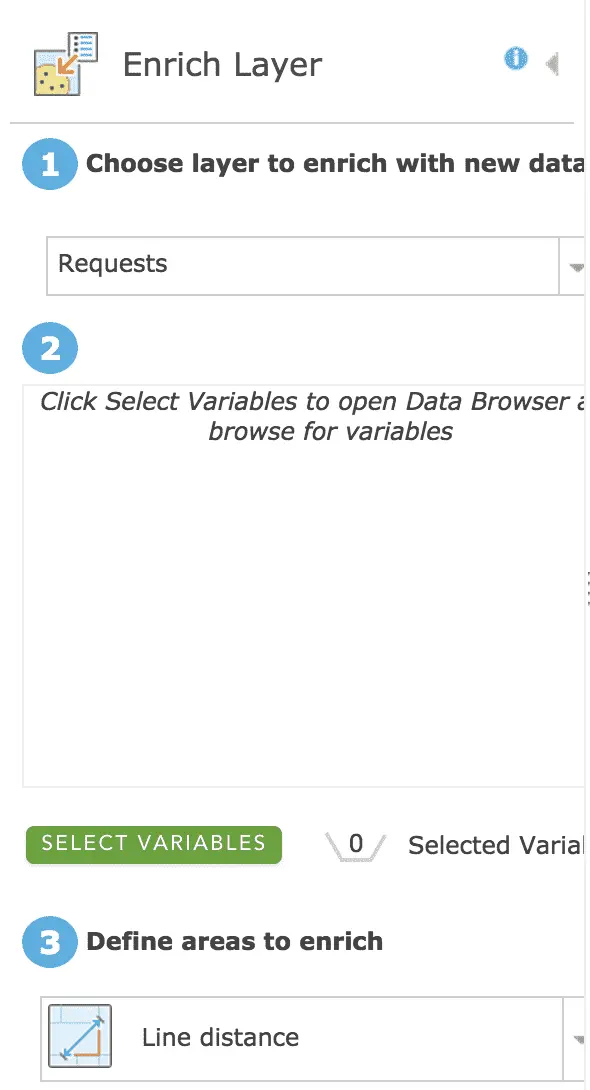 Enrich Layer
1 Choose layer to enrich with new data
Requests
2
Click Select Variables to open Data Browser
browse for variables
SELECT VARIABLES 0 Selected
3 Define areas to enrich
Line distance